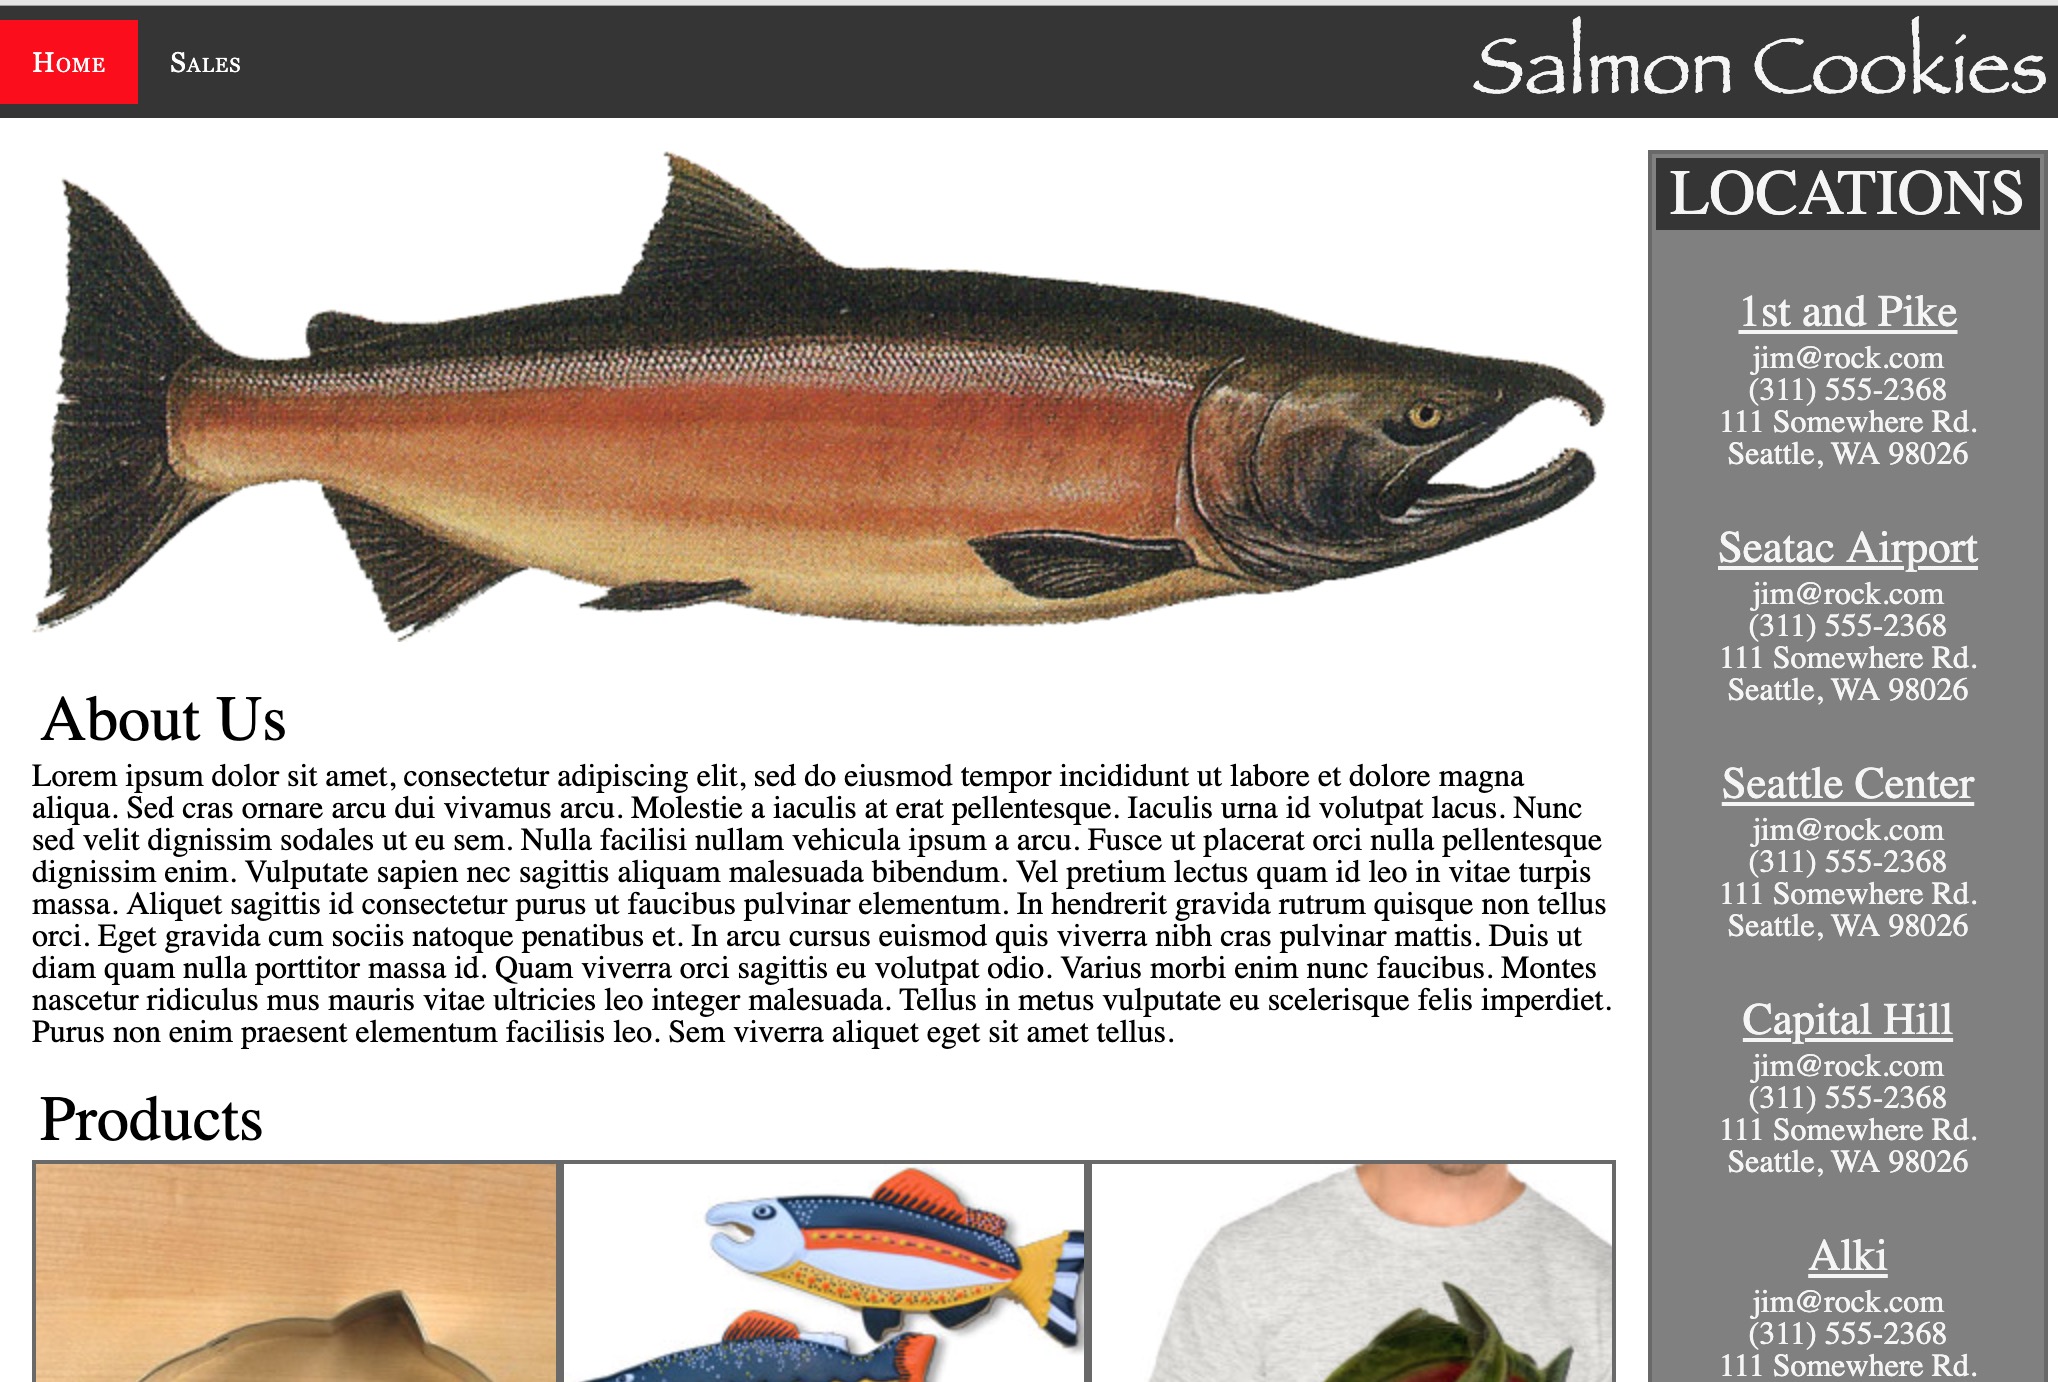 Home
Sales
Salmon Cookies
About Us
Lorem ipsum dolor sit amet, consectetur adipiscing elit, sed do eiusmod tempor incididunt ut labore et dolore magna
aliqua. Sed cras ornare arcu dui vivamus arcu. Molestie a iaculis at erat pellentesque. Iaculis urna id volutpat lacus. Nunc
sed velit dignissim sodales ut eu sem. Nulla facilisi nullam vehicula ipsum a arcu. Fusce ut placerat orci nulla pellentesque
dignissim enim. Vulputate sapien nec sagittis aliquam malesuada bibendum. Vel pretium lectus quam id leo in vitae turpis
massa. Aliquet sagittis id consectetur purus ut faucibus pulvinar elementum. In hendrerit gravida rutrum quisque non tellus
orci. Eget gravida cum sociis natoque penatibus et. In arcu cursus euismod quis viverra nibh cras pulvinar mattis. Duis ut
diam quam nulla porttitor massa id. Quam viverra orci sagittis eu volutpat odio. Varius morbi enim nunc faucibus. Montes
nascetur ridiculus mus mauris vitae ultricies leo integer malesuada. Tellus in metus vulputate eu scelerisque felis imperdiet.
Purus non enim praesent elementum facilisis leo. Sem viverra aliquet eget sit amet tellus.
Products
LOCATIONS
1st and Pike
jim@rock.com
(311) 555-2368
111 Somewhere Rd.
Seattle, WA 98026
Seatac Airport
jim@rock.com
(311) 555-2368
111 Somewhere Rd.
Seattle, WA 98026
Seattle Center
jim@rock.com
(311) 555-2368
111 Somewhere Rd.
Seattle, WA 98026
Capital Hill
jim@rock.com
(311) 555-2368
111 Somewhere Rd.
Seattle, WA 98026
Alki
jim@rock.com
(311) 555-2368
111 Somewhere Rd.